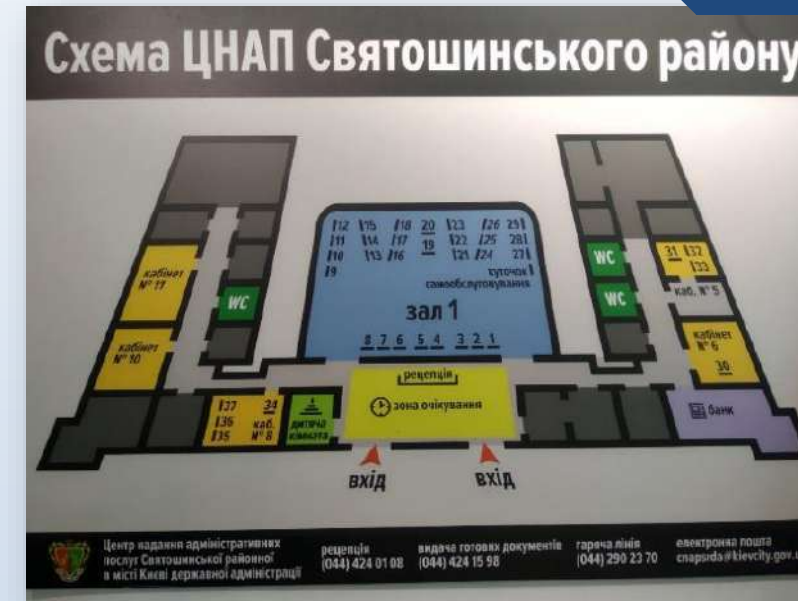 Схема ЦНАП Святошинського району
12 15 18 20 23 26 29
11 14 17 19 22 25 28
10 13 16 21 24 27
9 куточок
самообслуговування
зал 1
8 7 6 5 4 3 2 1
рецепція
зона очікування
вхід вхід
кабінет
№ 10
WC
37 34
36 каб.
35 № 8
дитяча
кімната
WC
WC
31 32
33
каб. № 5
кабінет
№ 6
30
банк
Центр надання адміністративних
послуг Святошинської районної
в місті Києві державної адміністрації
рецепція
(044) 424 01 08
видача готових документів
(044) 424 15 98
гаряча лінія
(044) 290 23 70
електронна пошта
cnapsrda@kievcity.gov.u